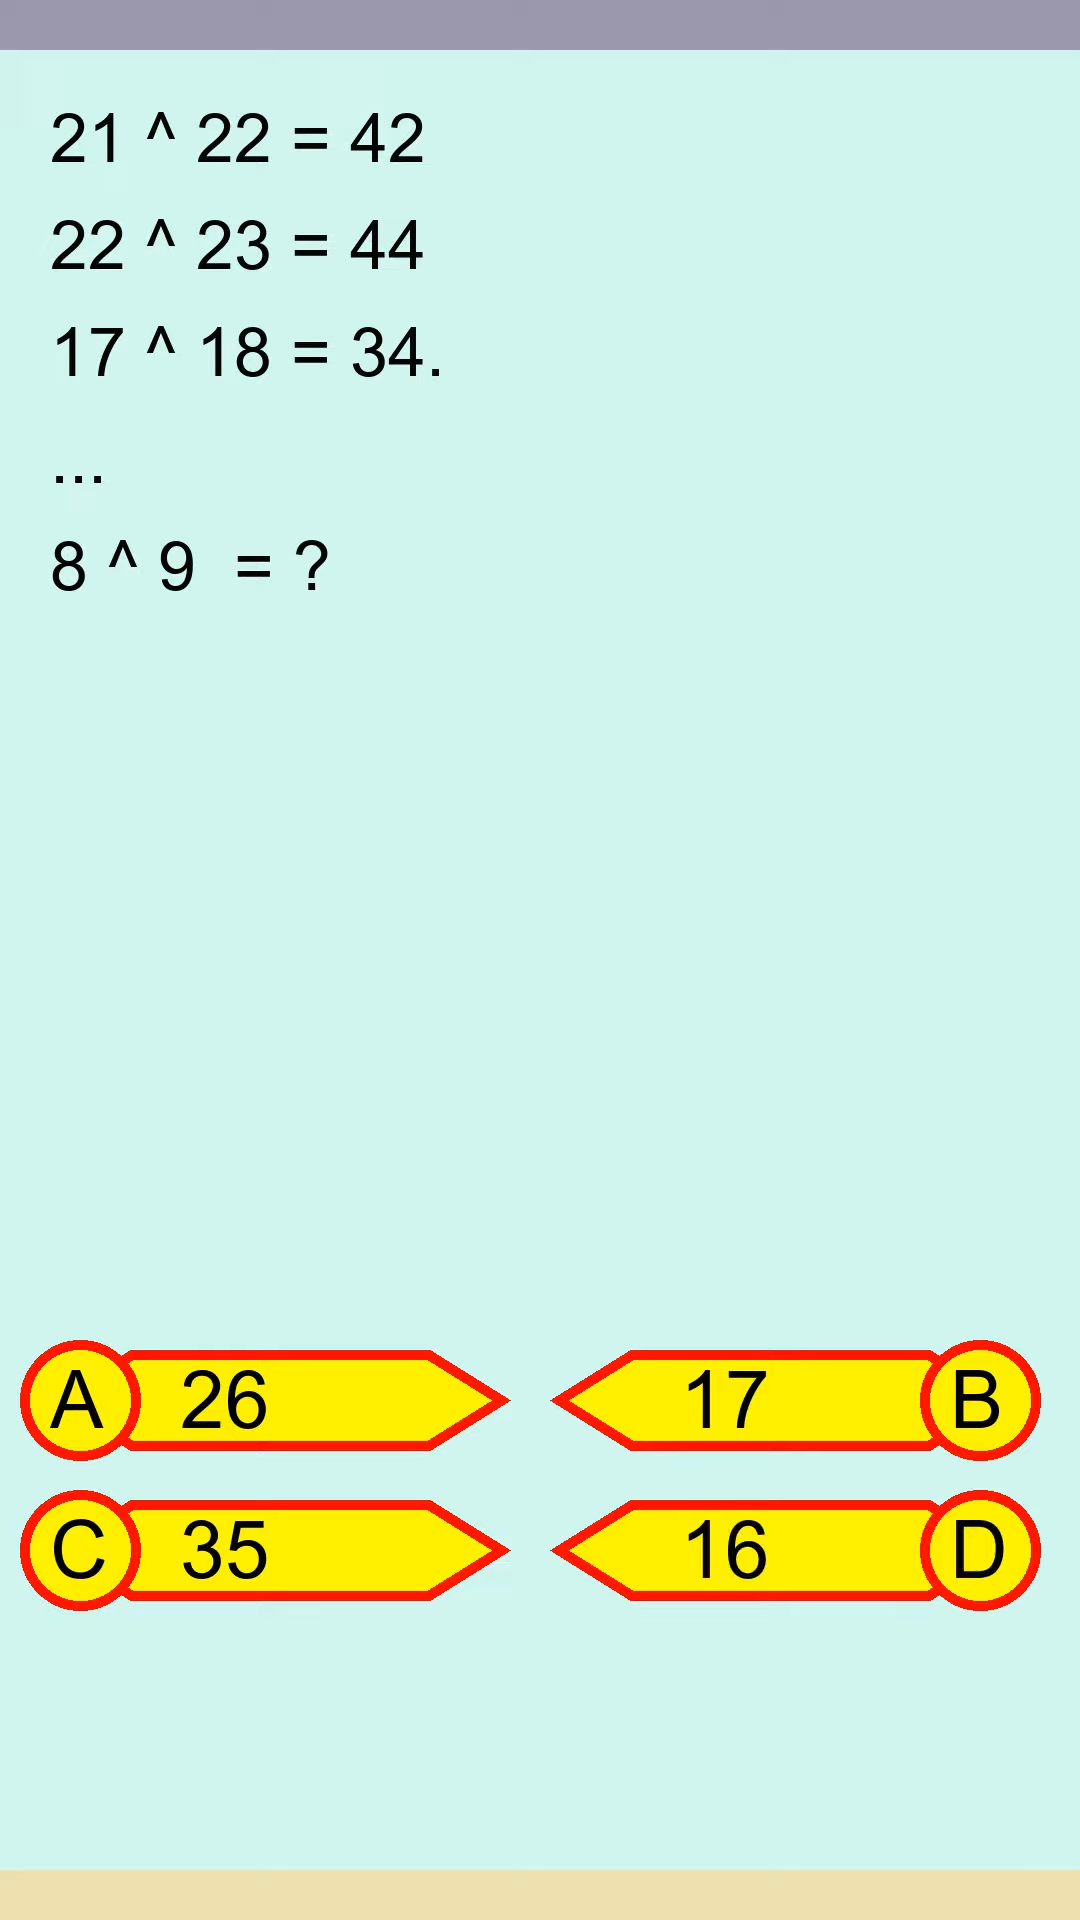 21 ^ 22 = 42
22 ^ 23 = 44
17 ^ 18 = 34.
...
8 ^ 9 = ?
A 26
17 B
C 35
16 D